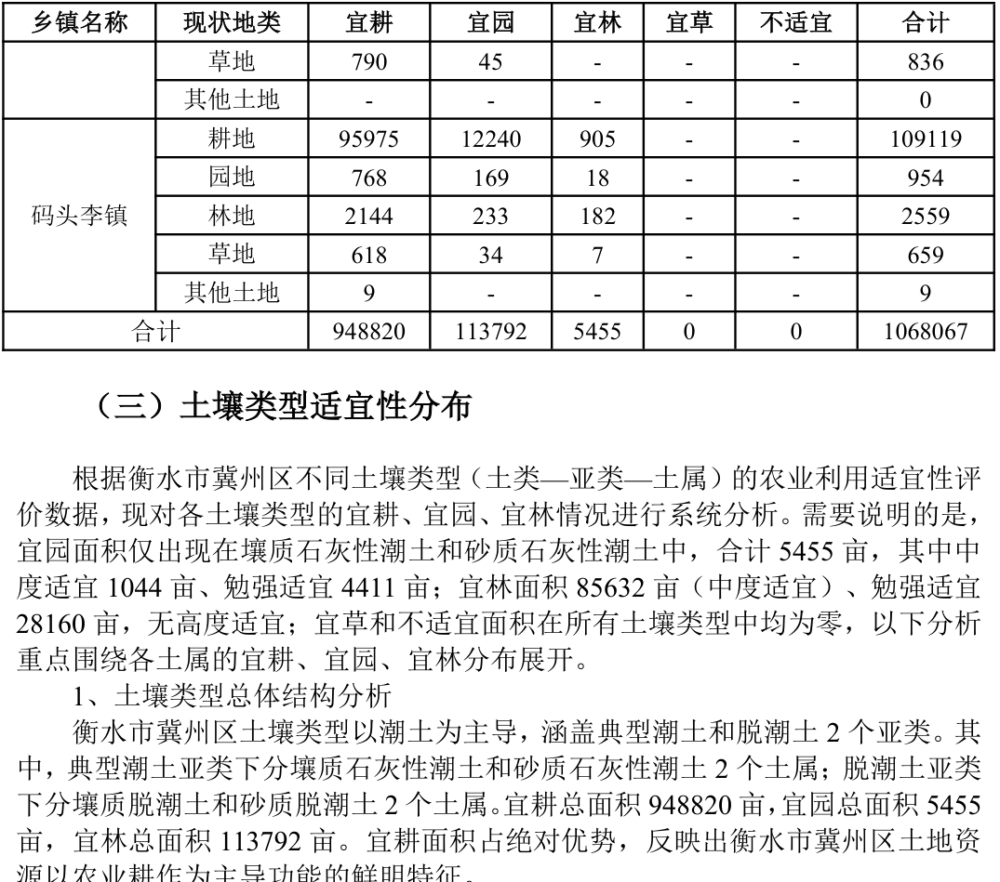 乡镇名称 现状地类 宜耕 宜园 宜林 宜草 不适宜 合计
草地 790 45 - - - 836
其他土地 - - - - - 0
耕地 95975 12240 905 - - 109119
园地 768 169 18 - - 954
码头李镇 林地 2144 233 182 - - 2559
草地 618 34 7 - - 659
其他土地 9 - - - - 9
合计 948820 113792 5455 0 0 1068067
（三）土壤类型适宜性分布
根据衡水市冀州区不同土壤类型（土类—亚类—土属）的农业利用适宜性评
价数据，现对各土壤类型的宜耕、宜园、宜林情况进行系统分析。需要说明的是，
宜园面积仅出现在壤质石灰性潮土和砂质石灰性潮土中，合计 5455 亩，其中中
度适宜 1044 亩、勉强适宜 4411 亩；宜林面积 85632 亩（中度适宜）、勉强适宜
28160 亩，无高度适宜；宜草和不适宜面积在所有土壤类型中均为零，以下分析
重点围绕各土属的宜耕、宜园、宜林分布展开。
1、土壤类型总体结构分析
衡水市冀州区土壤类型以潮土为主导，涵盖典型潮土和脱潮土 2 个亚类。其
中，典型潮土亚类下分壤质石灰性潮土和砂质石灰性潮土 2 个土属；脱潮土亚类
下分壤质脱潮土和砂质脱潮土 2 个土属。宜耕总面积 948820 亩，宜园总面积 5455
亩，宜林总面积 113792 亩。宜耕面积占绝对优势，反映出衡水市冀州区土地资
源以农业耕作为主导功能的鲜明特征。